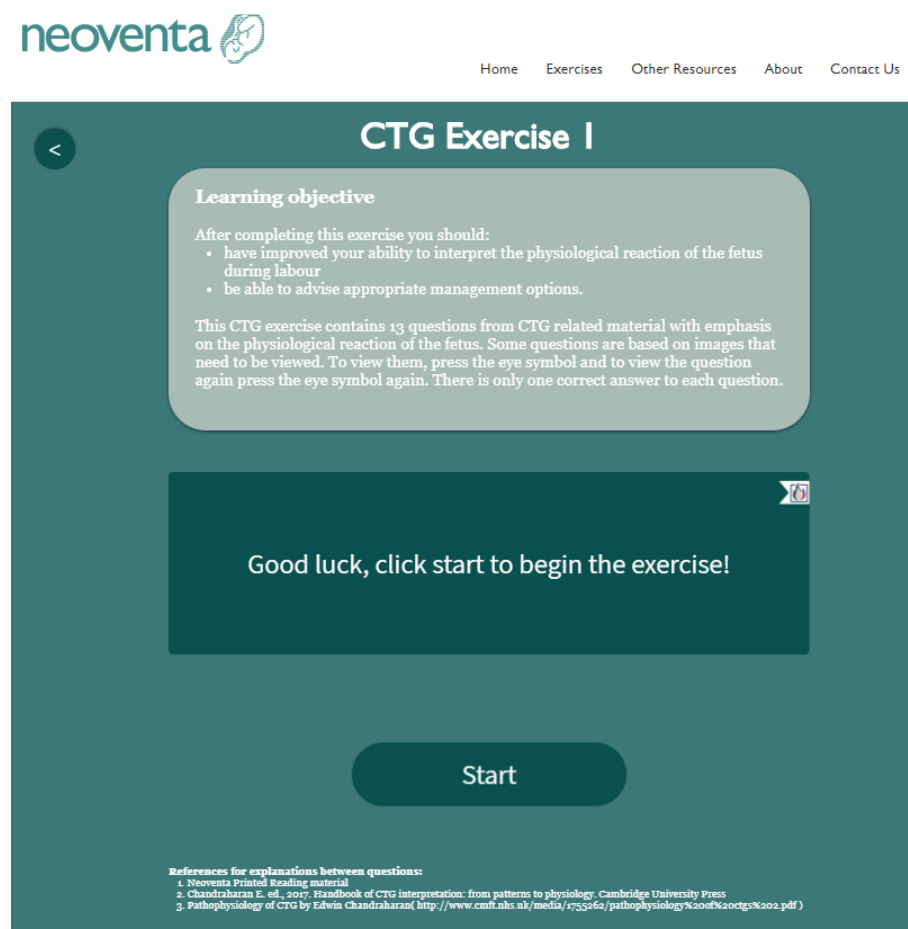 neoventa
Home Exercises Other Resources About Contact Us
<
CTG Exercise 1
Learning objective
After completing this exercise you should:
• have improved your ability to interpret the physiological reaction of the fetus
during labour
• be able to advise appropriate management options.
This CTG exercise contains 13 questions from CTG related material with emphasis
on the physiological reaction of the fetus. Some questions are based on images that
need to be viewed. To view them, press the eye symbol and to view the question
again press the eye symbol again. There is only one correct answer to each question.
Good luck, click start to begin the exercise!
Start
References for explanations between questions:
1. Neoventa Printed Reading material
2. Chandraharan E. ed., 2017. Handbook of CTG interpretation: from patterns to physiology. Cambridge University Press
3. Pathophysiology of CTG by Edwin Chandraharan( http://www.cmft.nhs.uk/media/1755262/pathophysiology%20of%20ctgs%202.pdf )